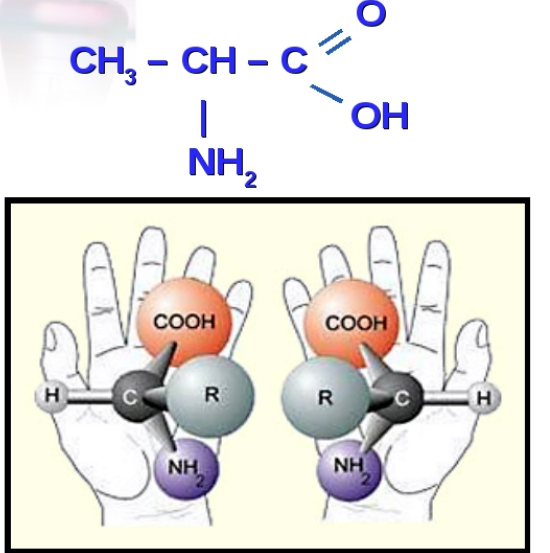 O
CH₃ – CH – C
OH
|
NH₂
COOH COOH
H C R R C H
NH₂ NH₂